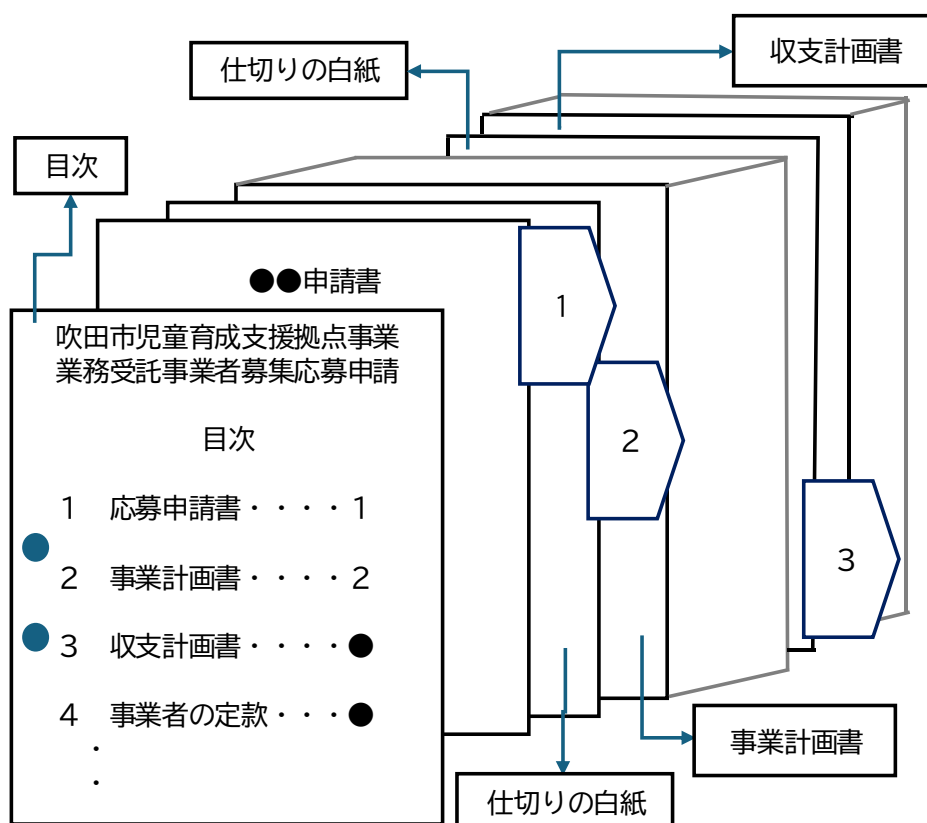 収支計画書
仕切りの白紙
目次
●●申請書
1
吹田市児童育成支援拠点事業
業務受託事業者募集応募申請
2
目次
1 応募申請書・・・・1
3
2 事業計画書・・・・2
3 収支計画書・・・・●
4 事業者の定款・・・●
・
・
事業計画書
仕切りの白紙